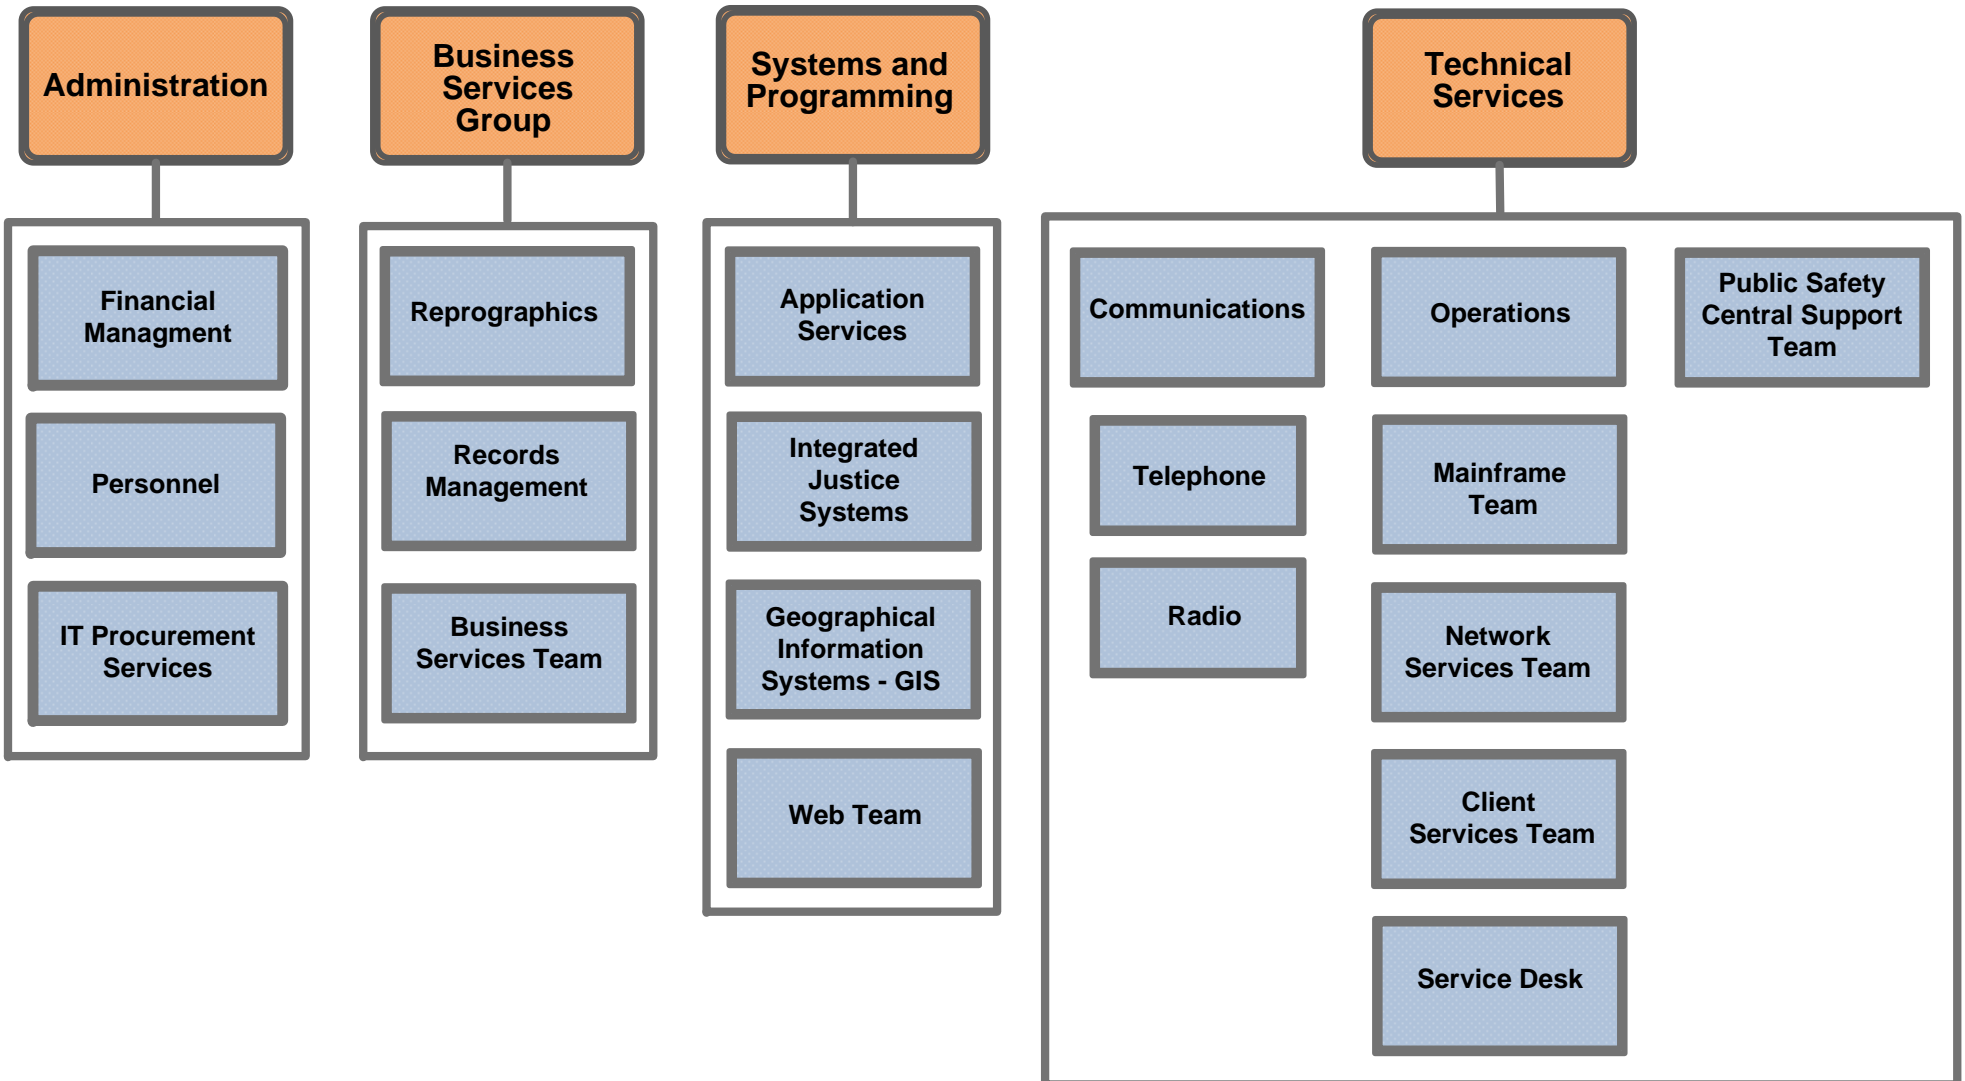 Administration
Business
Services
Group
Systems and
Programming
Technical
Services
Financial
Managment
Personnel
IT Procurement
Services
Reprographics
Records
Management
Business
Services Team
Application
Services
Integrated
Justice
Systems
Geographical
Information
Systems - GIS
Web Team
Communications
Telephone
Radio
Operations
Mainframe
Team
Network
Services Team
Client
Services Team
Service Desk
Public Safety
Central Support
Team